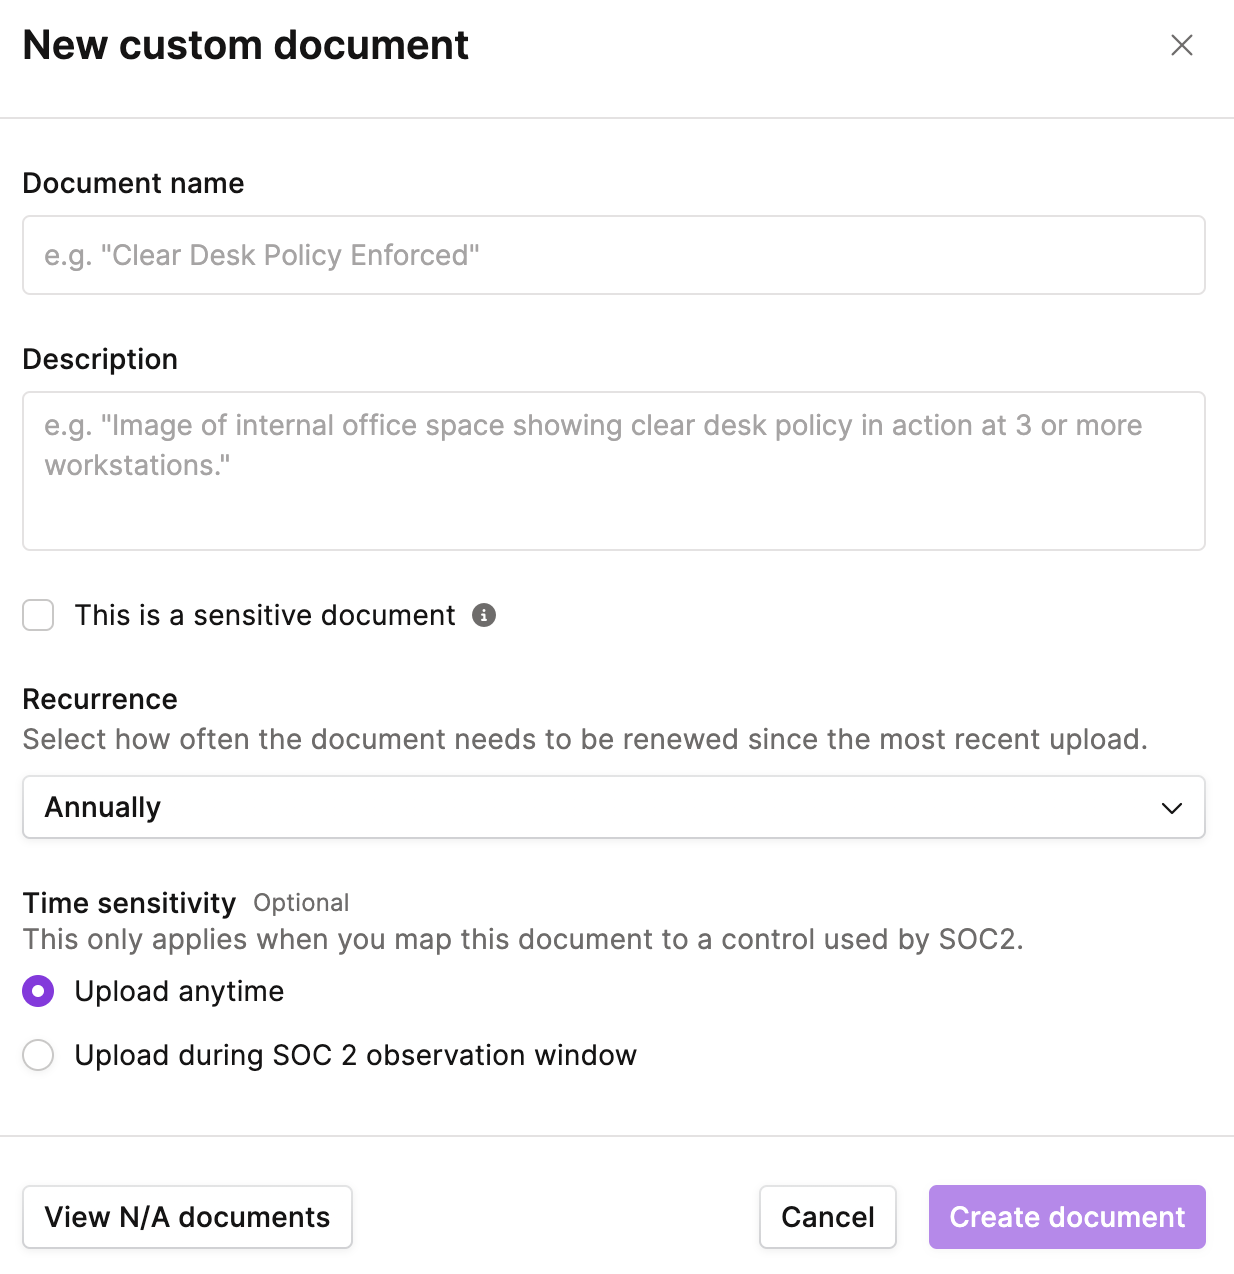 New custom document
Document name
e.g. "Clear Desk Policy Enforced"
Description
e.g. "Image of internal office space showing clear desk policy in action at 3 or more
workstations."
This is a sensitive document
Recurrence
Select how often the document needs to be renewed since the most recent upload.
Annually
Time sensitivity Optional
This only applies when you map this document to a control used by SOC2.
Upload anytime
Upload during SOC 2 observation window
View N/A documents Cancel Create document